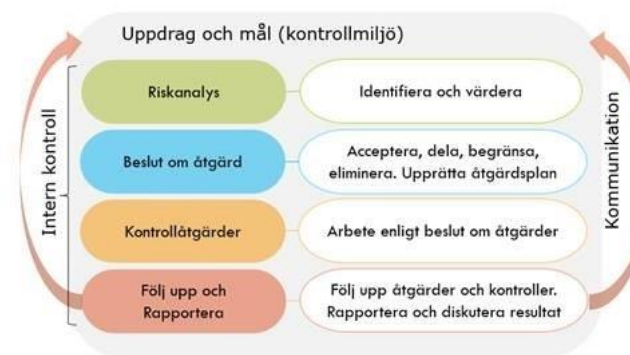 Uppdrag och mål (kontrollmiljö)
Intern kontroll
Riskanalys
Identifiera och värdera
Beslut om åtgärd
Acceptera, dela, begränsa,
eliminera. Upprätta åtgärdsplan
Kontrollåtgärder
Arbete enligt beslut om åtgärder
Följ upp och
Rapportera
Följ upp åtgärder och kontroller.
Rapportera och diskutera resultat
Kommunikation